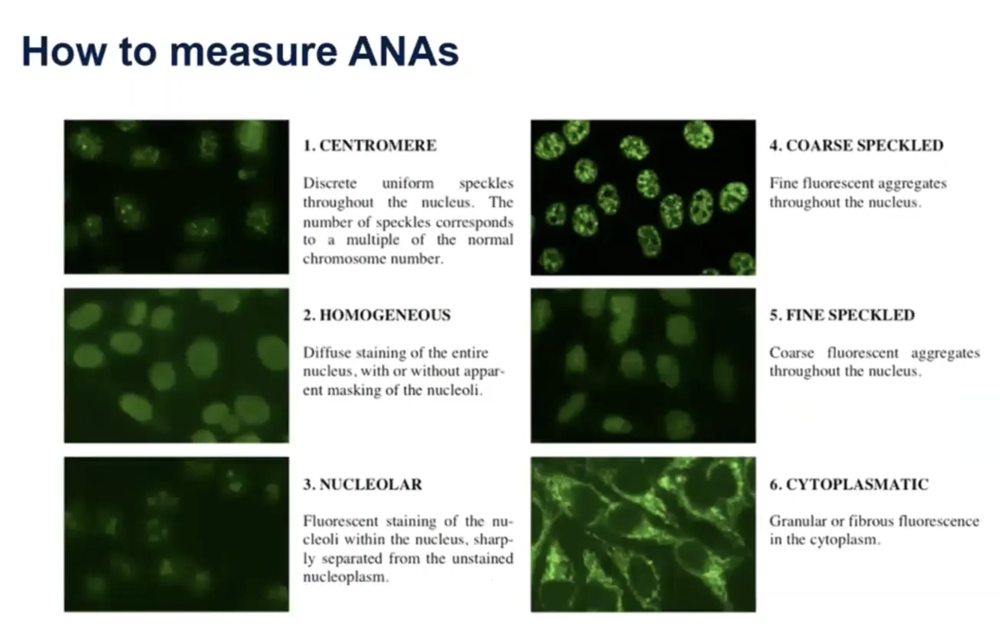 How to measure ANAs
1. CENTROMERE
Discrete uniform speckles
throughout the nucleus. The
number of speckles corresponds
to a multiple of the normal
chromosome number.
2. HOMOGENEOUS
Diffuse staining of the entire
nucleus, with or without appar-
ent masking of the nucleoli.
3. NUCLEOLAR
Fluorescent staining of the nu-
cleoli within the nucleus, sharp-
ly separated from the unstained
nucleoplasm.
4. COARSE SPECKLED
Fine fluorescent aggregates
throughout the nucleus.
5. FINE SPECKLED
Coarse fluorescent aggregates
throughout the nucleus.
6. CYTOPLASMATIC
Granular or fibrous fluorescence
in the cytoplasm.